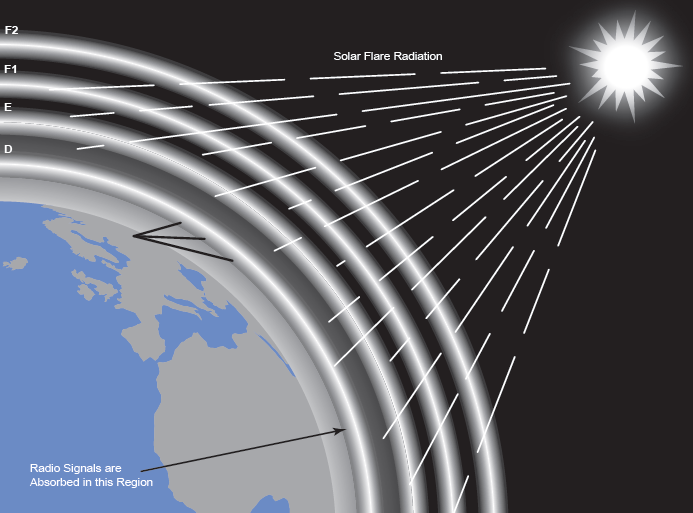 F2
Solar Flare Radiation
F1
E
D
Radio Signals are
Absorbed in this Region